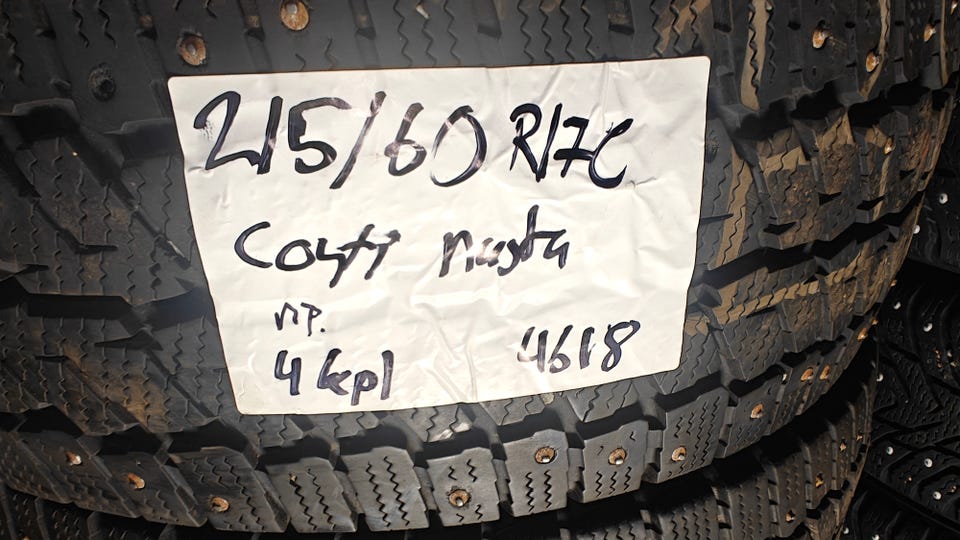 215/60 R17C
Conti nasta
np.
4 kpl 4618